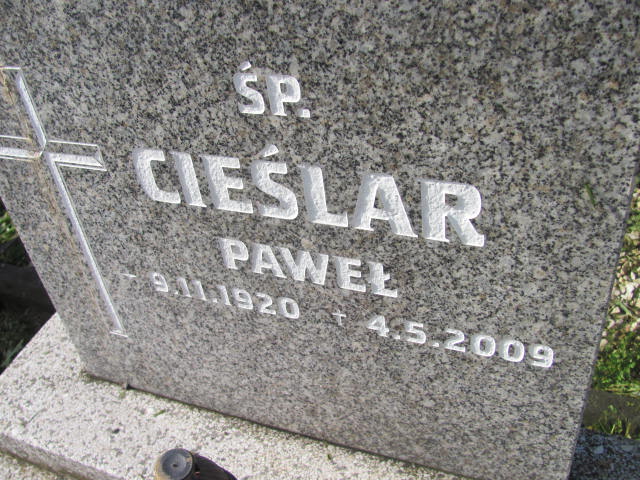 ŚP.
CIEŚLAR
PAWEŁ
- 9.11.1920 + 4.5.2009